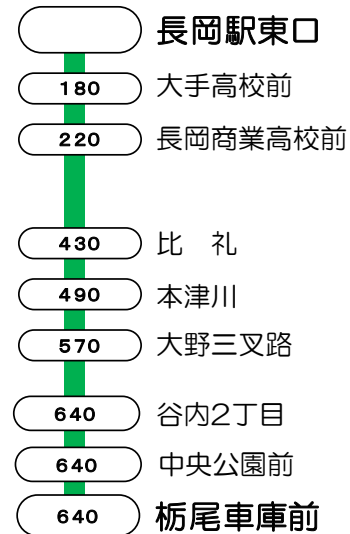 長岡駅東口
180 大手高校前
220 長岡商業高校前
430 比　礼
490 本津川
570 大野三叉路
640 谷内2丁目
640 中央公園前
640 栃尾車庫前